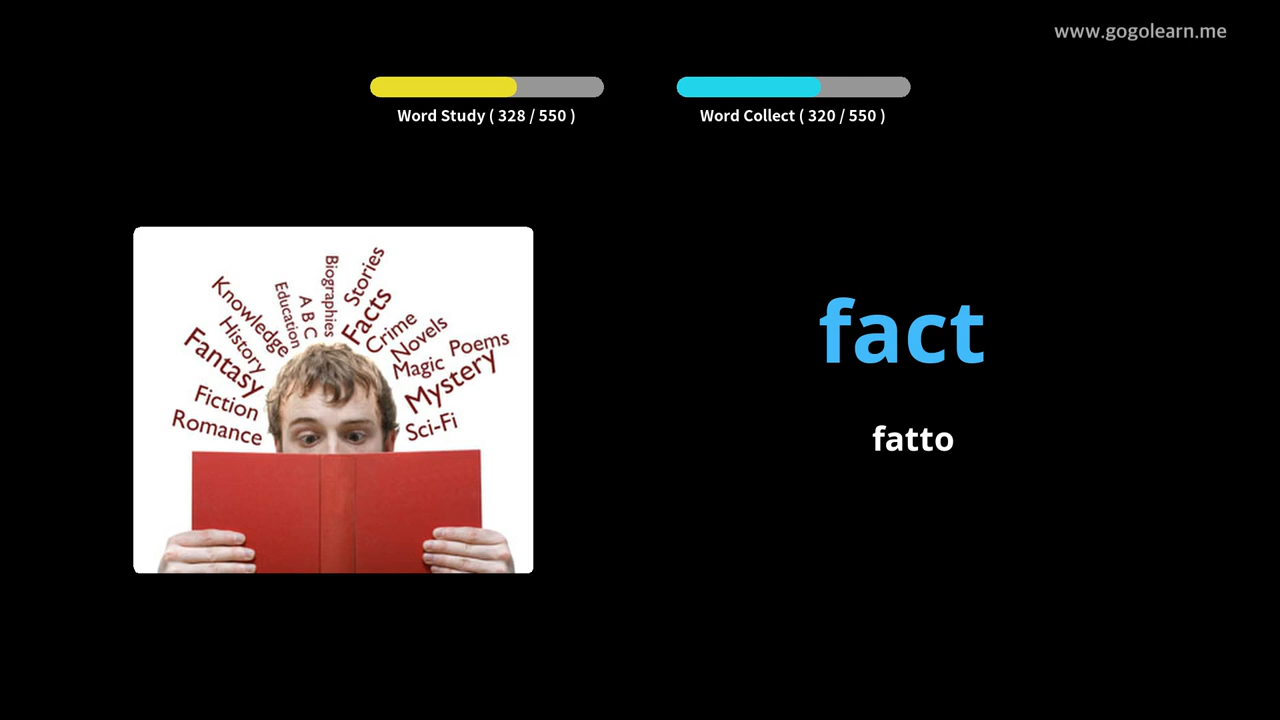 www.gogolearn.me
Word Study ( 328 / 550 )
Word Collect ( 320 / 550 )
Romance
Fiction
Fantasy
History
Knowledge
Education
A B C
Biographies
Stories
Facts
Crime
Novels
Magic
Poems
Mystery
Sci-Fi
fact
fatto